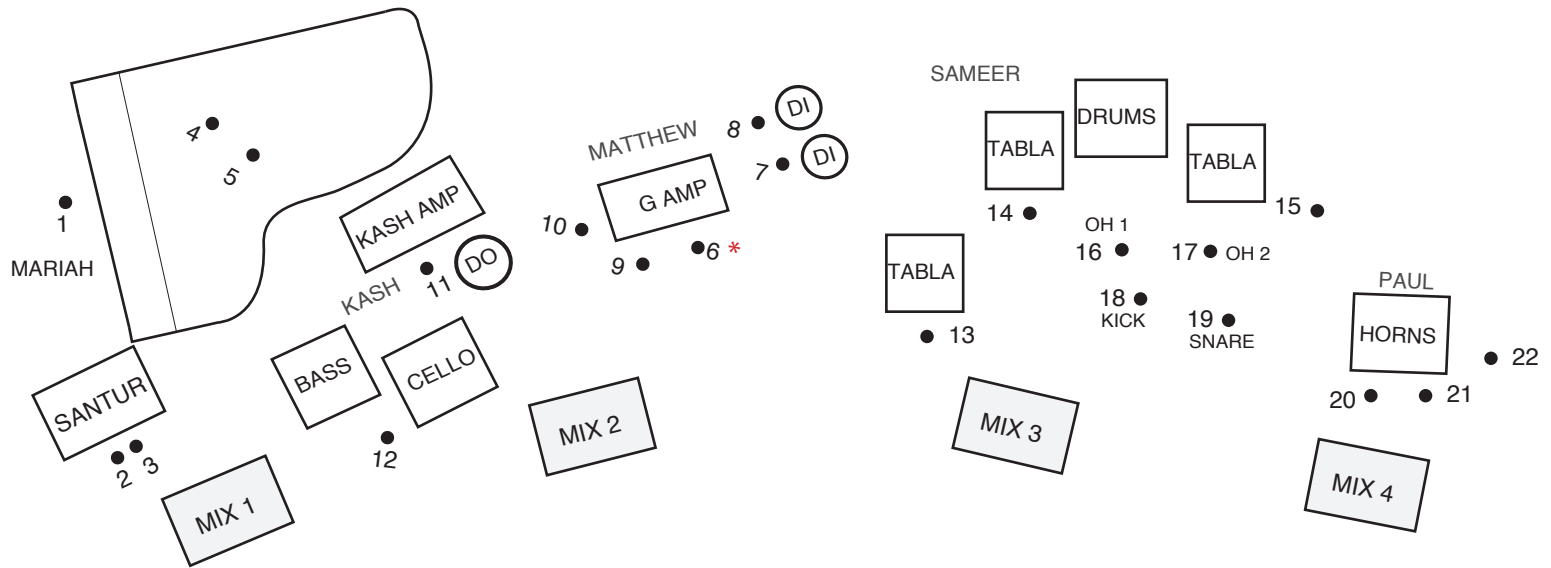 4
5
1
MARIAH
KASH AMP
DO
11
KASH
SANTUR
2
3
MIX 1
BASS
CELLO
12
MIX 2
MATTHEW
G AMP
10
9
6 *
8
DI
7
DI
SAMEER
TABLA
DRUMS
TABLA
14
15
OH 1
16
17
OH 2
18
KICK
19
SNARE
TABLA
13
MIX 3
PAUL
HORNS
22
20
21
MIX 4